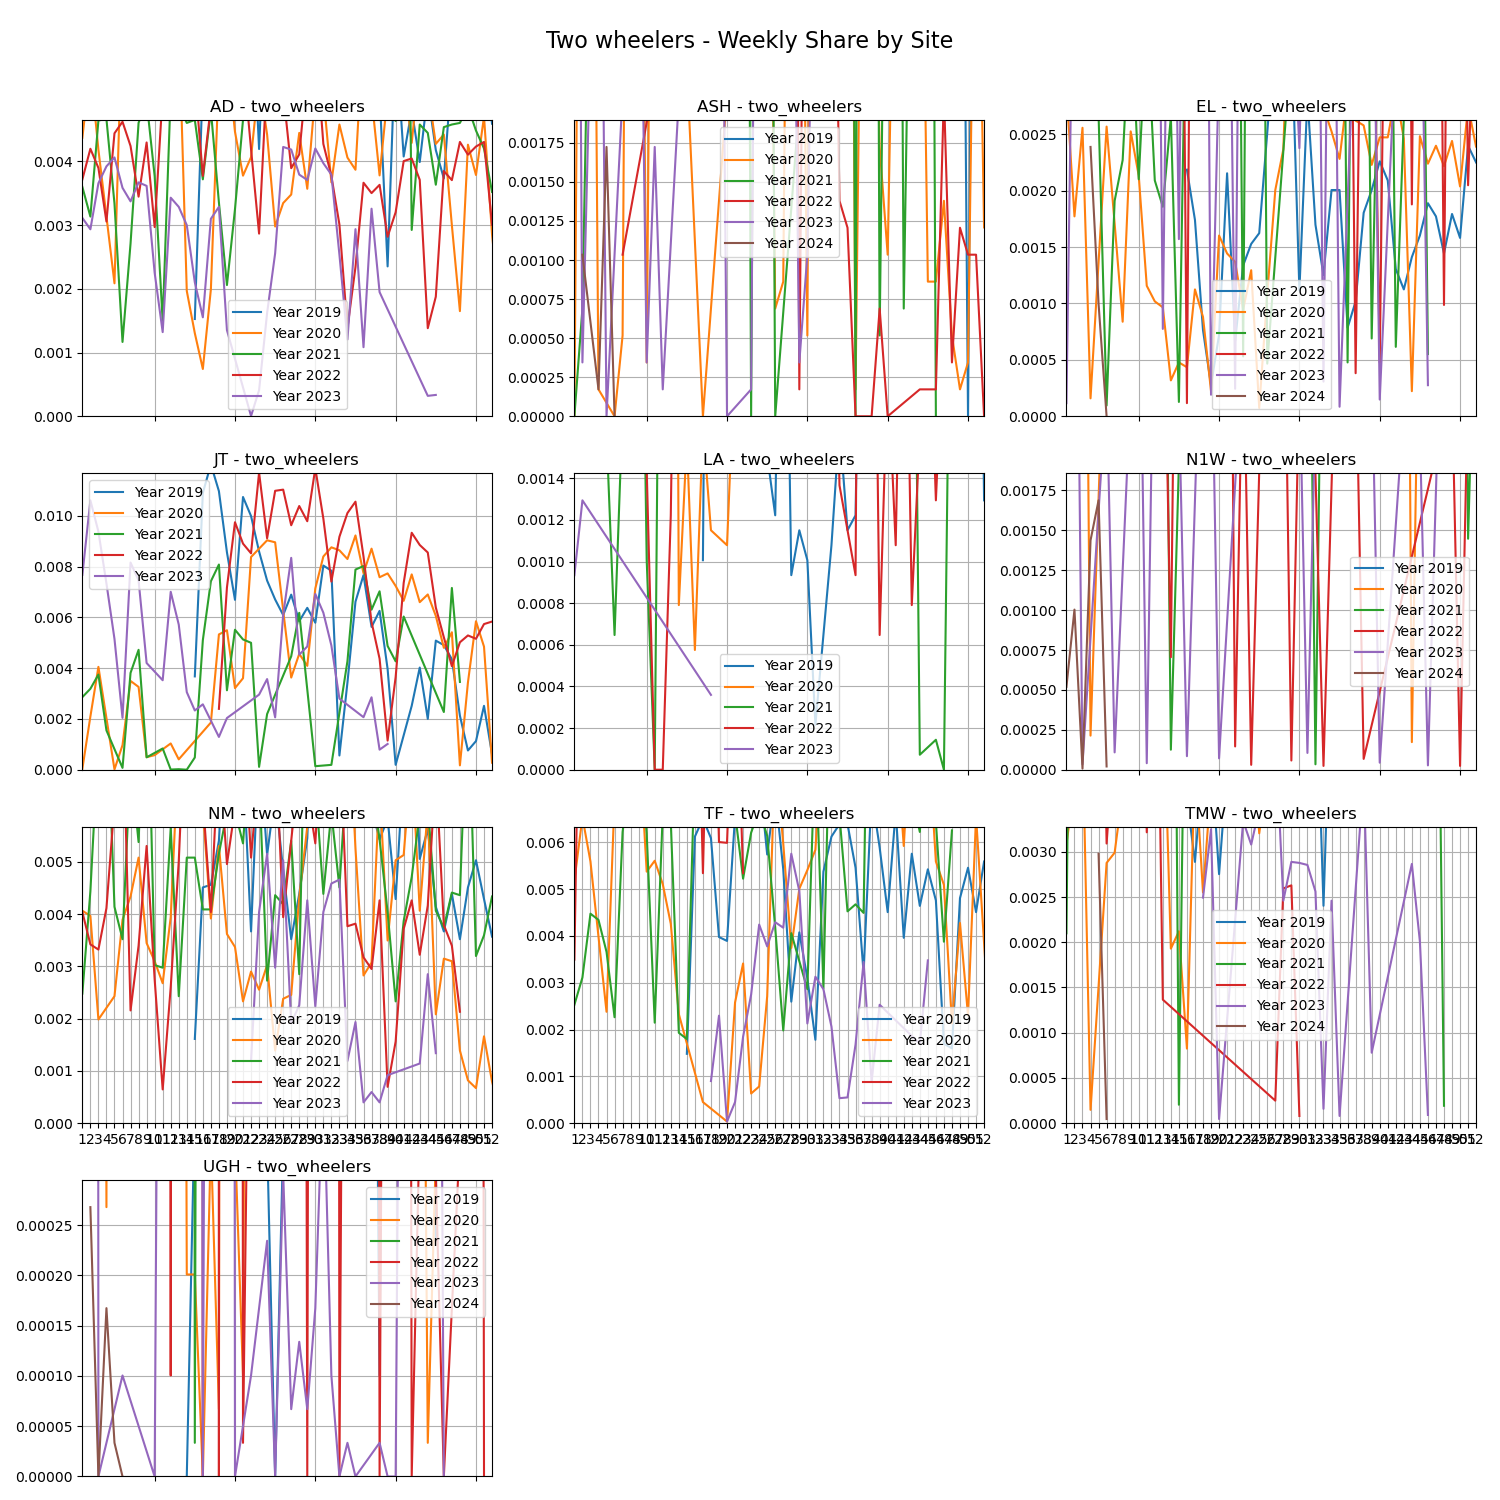 Two wheelers - Weekly Share by Site
AD - two_wheelers
0.004
0.003
0.002
0.001
0.000
Year 2019
Year 2020
Year 2021
Year 2022
Year 2023
ASH - two_wheelers
0.00175
0.00150
0.00125
0.00100
0.00075
0.00050
0.00025
0.00000
Year 2019
Year 2020
Year 2021
Year 2022
Year 2023
Year 2024
EL - two_wheelers
0.0025
0.0020
0.0015
0.0010
0.0005
0.0000
Year 2019
Year 2020
Year 2021
Year 2022
Year 2023
Year 2024
JT - two_wheelers
0.010
0.008
0.006
0.004
0.002
0.000
Year 2019
Year 2020
Year 2021
Year 2022
Year 2023
LA - two_wheelers
0.0014
0.0012
0.0010
0.0008
0.0006
0.0004
0.0002
0.0000
Year 2019
Year 2020
Year 2021
Year 2022
Year 2023
N1W - two_wheelers
0.00175
0.00150
0.00125
0.00100
0.00075
0.00050
0.00025
0.00000
Year 2019
Year 2020
Year 2021
Year 2022
Year 2023
Year 2024
NM - two_wheelers
0.005
0.004
0.003
0.002
0.001
0.000
Year 2019
Year 2020
Year 2021
Year 2022
Year 2023
TF - two_wheelers
0.006
0.005
0.004
0.003
0.002
0.001
0.000
Year 2019
Year 2020
Year 2021
Year 2022
Year 2023
TMW - two_wheelers
0.0030
0.0025
0.0020
0.0015
0.0010
0.0005
0.0000
Year 2019
Year 2020
Year 2021
Year 2022
Year 2023
Year 2024
UGH - two_wheelers
0.00025
0.00020
0.00015
0.00010
0.00005
0.00000
Year 2019
Year 2020
Year 2021
Year 2022
Year 2023
Year 2024